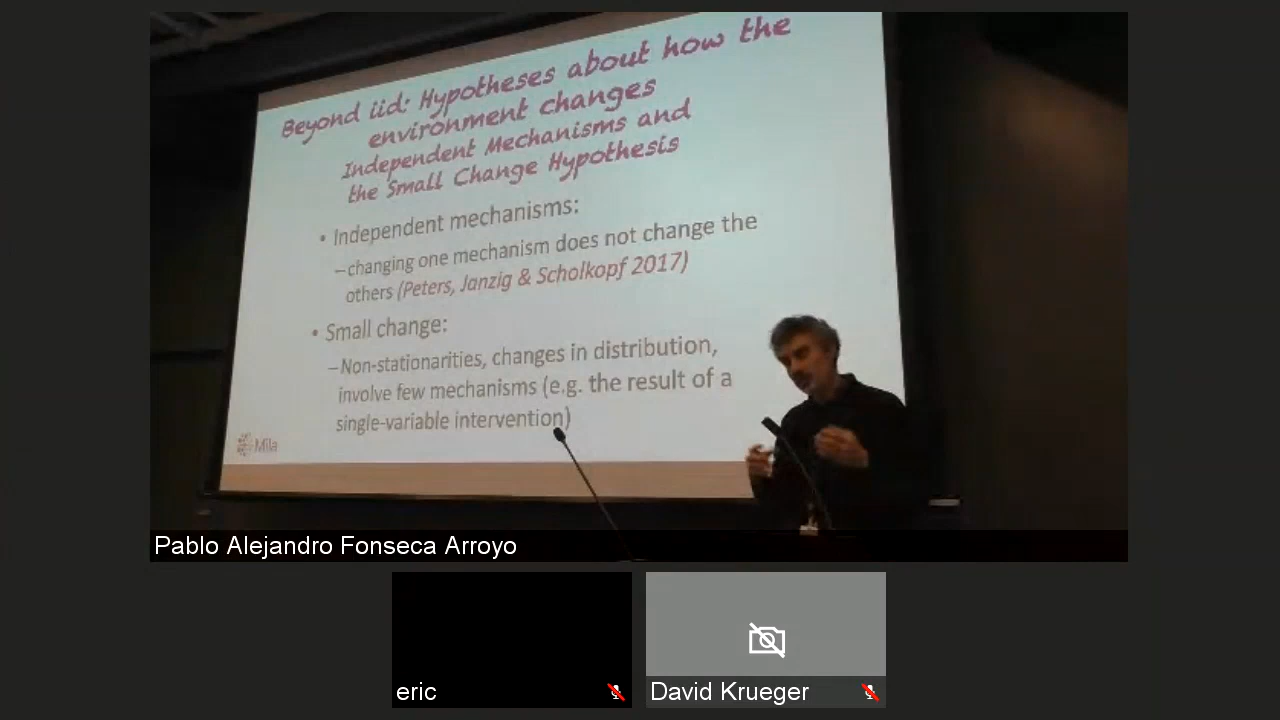 Beyond iid: Hypotheses about how the
environment changes
Independent Mechanisms and
the Small Change Hypothesis
• Independent mechanisms:
–changing one mechanism does not change the
others (Peters, Janzig & Scholkopf 2017)
• Small change:
–Non-stationarities, changes in distribution,
involve few mechanisms (e.g. the result of a
single-variable intervention)
Mila
Pablo Alejandro Fonseca Arroyo
eric
David Krueger